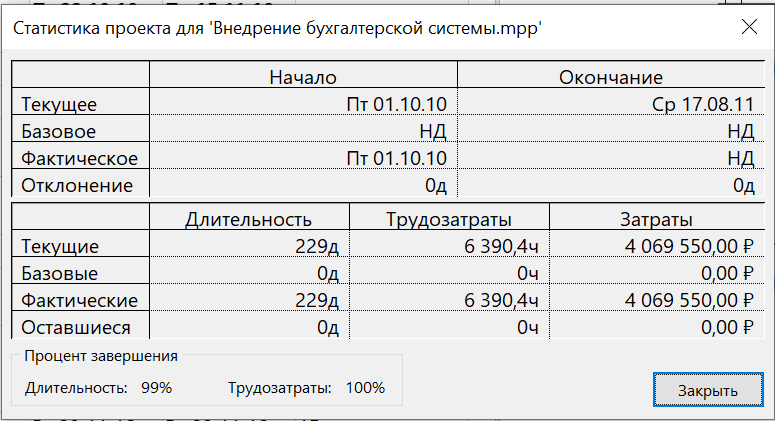 Статистика проекта для 'Внедрение бухгалтерской системы.mpp'
Начало Окончание
Текущее Пт 01.10.10 Ср 17.08.11
Базовое НД НД
Фактическое Пт 01.10.10 НД
Отклонение 0д 0д
Длительность Трудозатраты Затраты
Текущие 229д 6 390,4ч 4 069 550,00 ₽
Базовые 0д 0ч 0,00 ₽
Фактические 229д 6 390,4ч 4 069 550,00 ₽
Оставшиеся 0д 0ч 0,00 ₽
Процент завершения
Длительность: 99% Трудозатраты: 100%
Закрыть